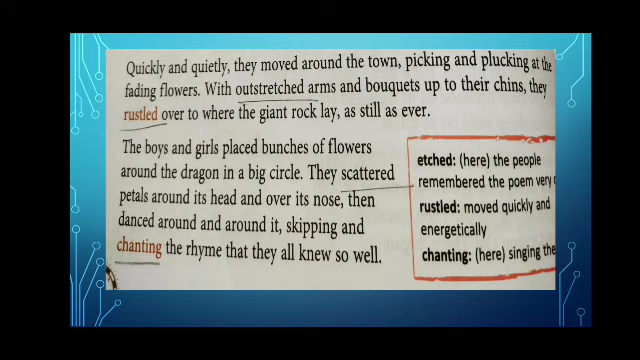 Quickly and quietly, they moved around the town, picking and plucking at the
fading flowers. With outstretched arms and bouquets up to their chins, they
rustled over to where the giant rock lay, as still as ever.
The boys and girls placed bunches of flowers
around the dragon in a big circle. They scattered
petals around its head and over its nose, then
danced around and around it, skipping and
chanting the rhyme that they all knew so well.
etched: (here) the people
remembered the poem very
rustled: moved quickly and
energetically
chanting: (here) singing the